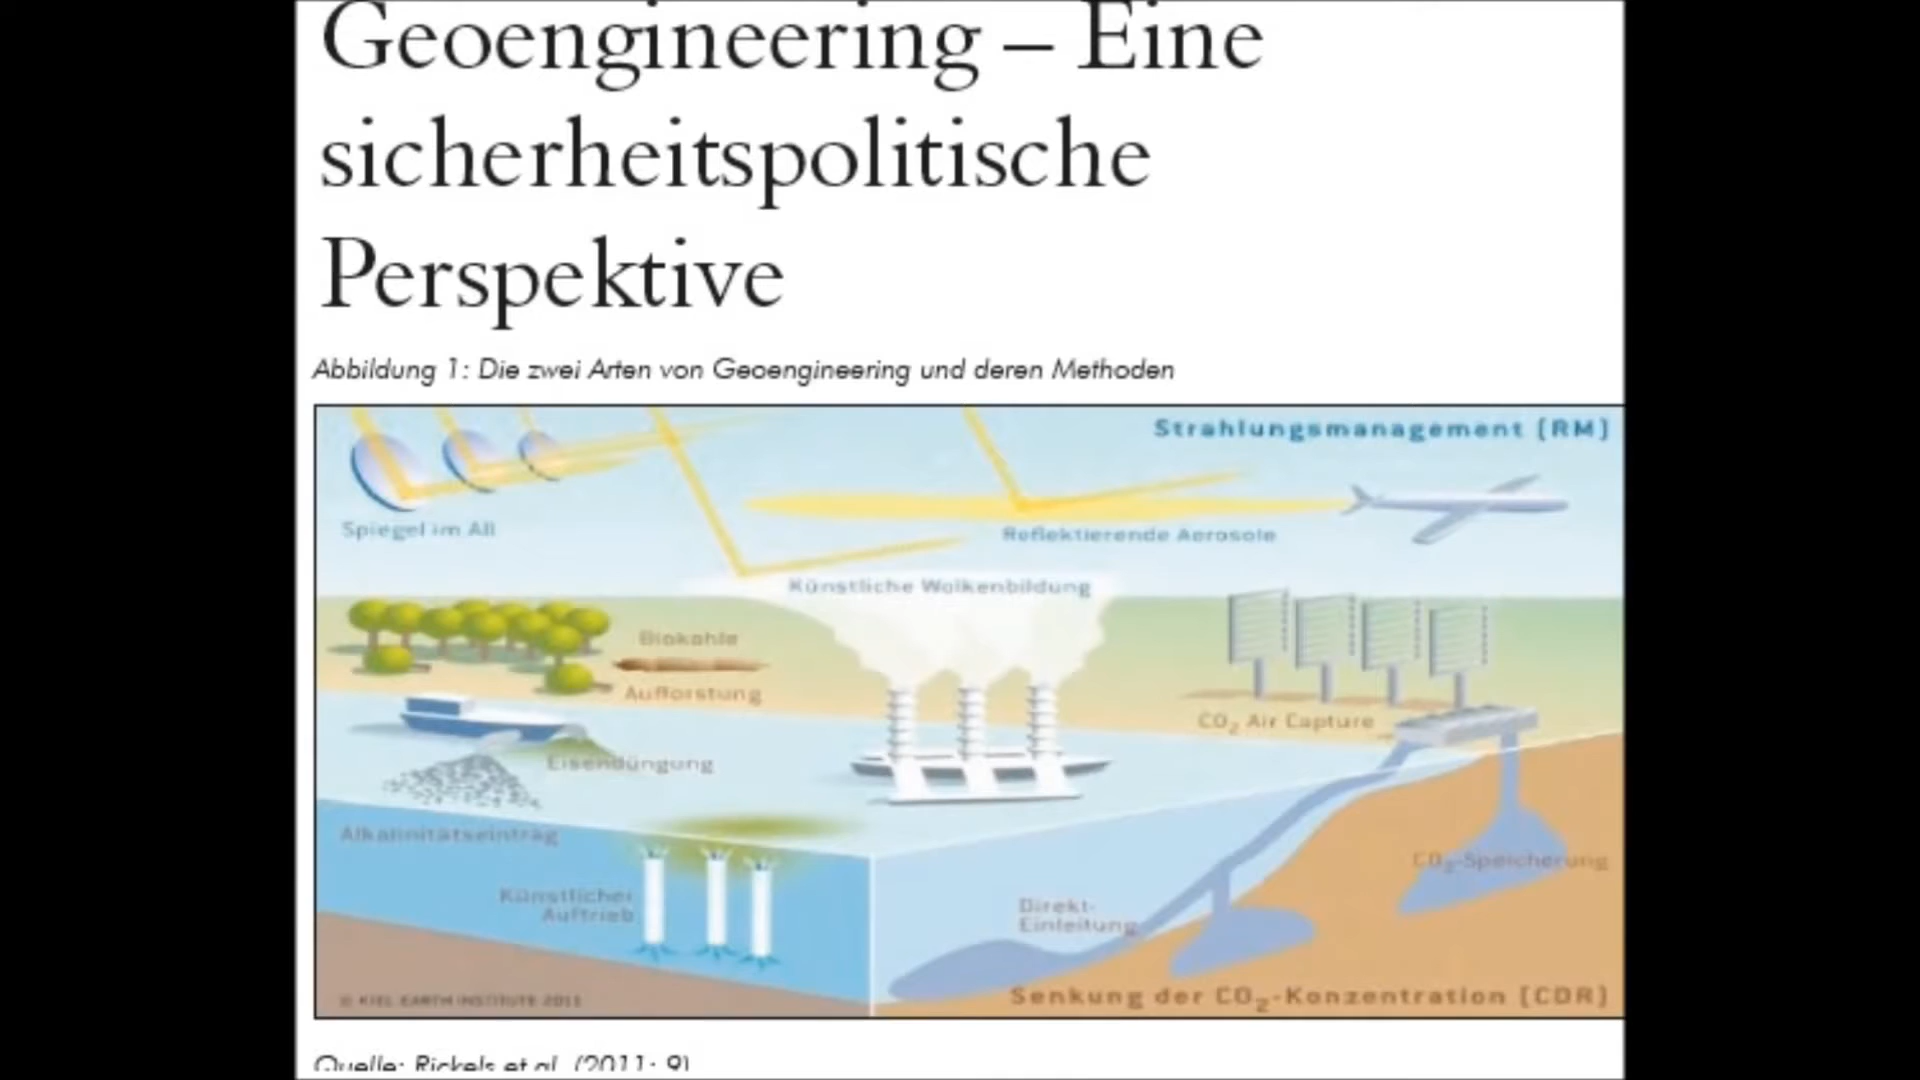 Geoengineering – Eine
sicherheitspolitische
Perspektive
Abbildung 1: Die zwei Arten von Geoengineering und deren Methoden
Strahlungsmanagement [RM]
Spiegel im All
Reflektierende Aerosole
Künstliche Wolkenbildung
Biokohle
Aufforstung
CO₂ Air Capture
Eisendüngung
Alkalinitätseintrag
CO₂-Speicherung
Künstlicher
Auftrieb
Direkt-
Einleitung
© KIEL EARTH INSTITUTE 2011
Senkung der CO₂-Konzentration [CDR]
Quelle: Rickels et al. (2011: 9)